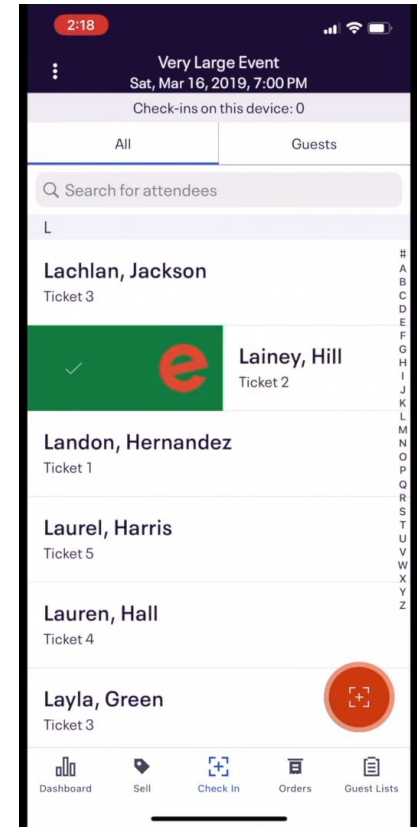 2:18
Very Large Event
Sat, Mar 16, 2019, 7:00 PM
Check-ins on this device: 0
All Guests
Search for attendees
L
Lachlan, Jackson
Ticket 3
e
Lainey, Hill
Ticket 2
Landon, Hernandez
Ticket 1
Laurel, Harris
Ticket 5
Lauren, Hall
Ticket 4
Layla, Green
Ticket 3
#
A
B
C
D
E
F
G
H
I
J
K
L
M
N
O
P
Q
R
S
T
U
V
W
X
Y
Z
Dashboard Sell Check In Orders Guest Lists